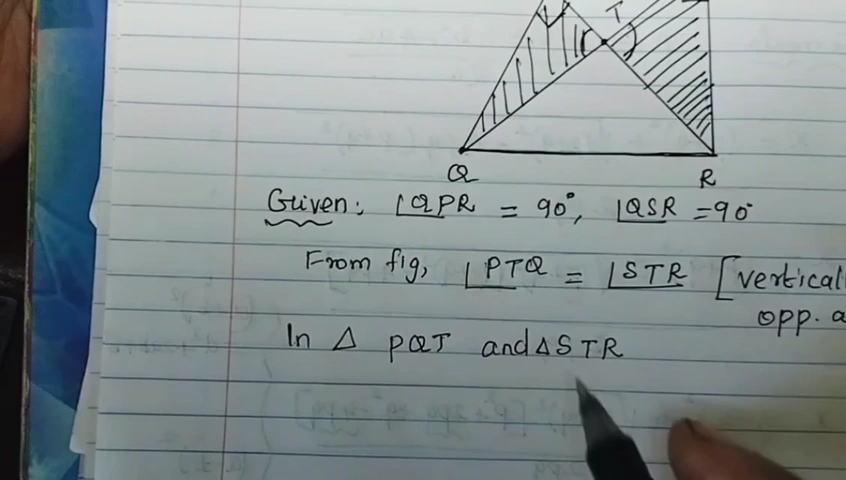 T
Q R
Given: ∠QPR = 90°, ∠QSR = 90°
From fig, ∠PTQ = ∠STR [vertical
opp. a
In Δ PQT and Δ STR